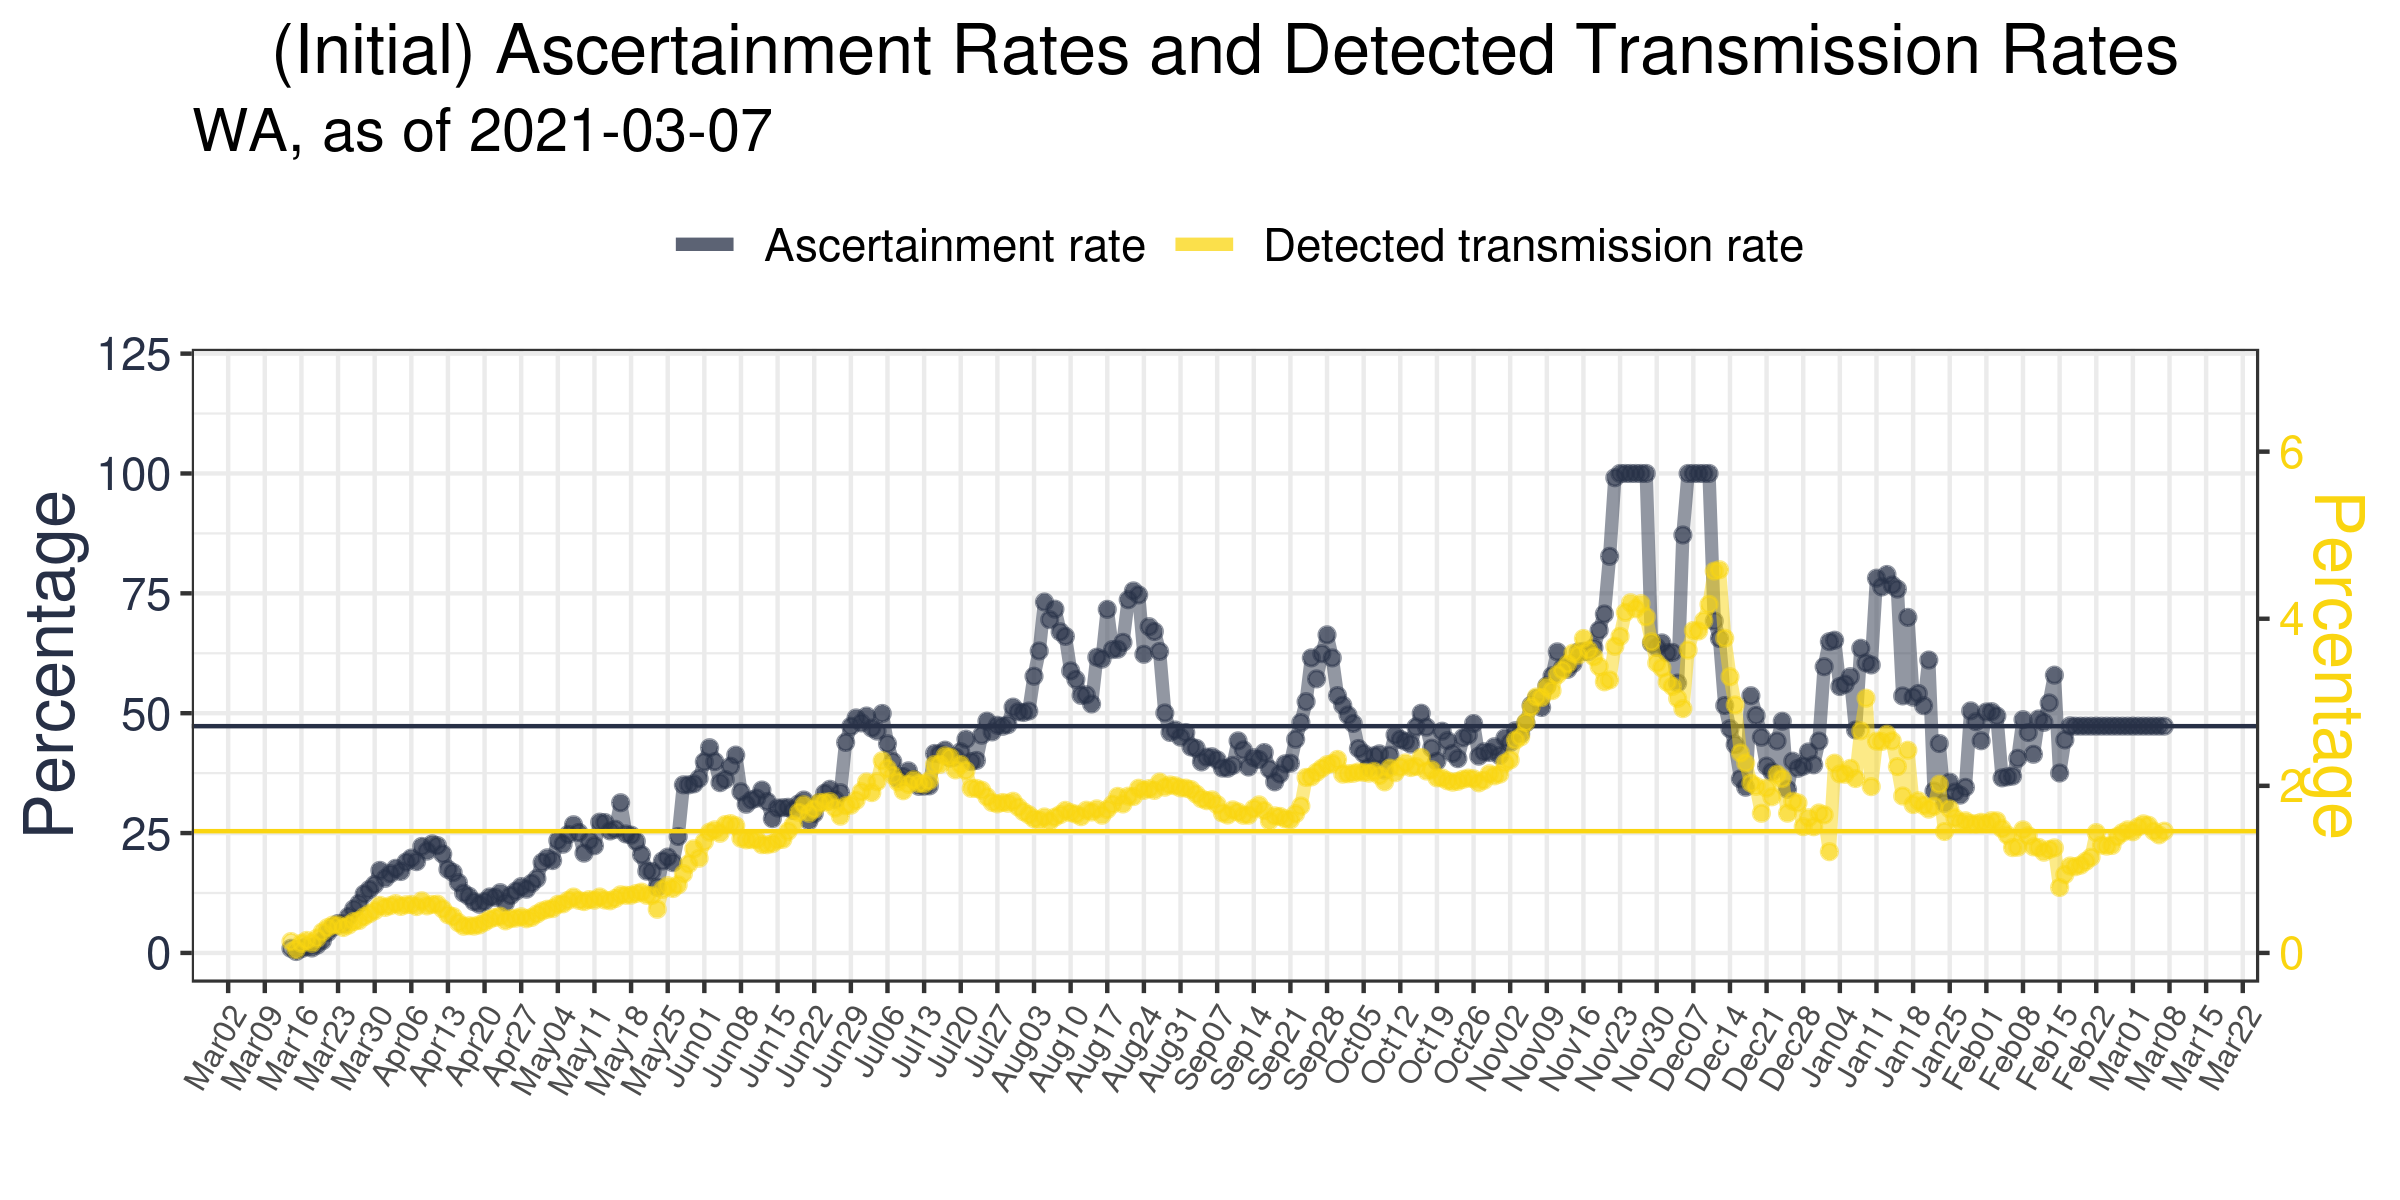 (Initial) Ascertainment Rates and Detected Transmission Rates
WA, as of 2021-03-07
Ascertainment rate
Detected transmission rate
Percentage
125
100
75
50
25
0
6
4
2
0
Percentage
Mar02
Mar09
Mar16
Mar23
Mar30
Apr06
Apr13
Apr20
Apr27
May04
May11
May18
May25
Jun01
Jun08
Jun15
Jun22
Jun29
Jul06
Jul13
Jul20
Jul27
Aug03
Aug10
Aug17
Aug24
Aug31
Sep07
Sep14
Sep21
Sep28
Oct05
Oct12
Oct19
Oct26
Nov02
Nov09
Nov16
Nov23
Nov30
Dec07
Dec14
Dec21
Dec28
Jan04
Jan11
Jan18
Jan25
Feb01
Feb08
Feb15
Feb22
Mar01
Mar08
Mar15
Mar22